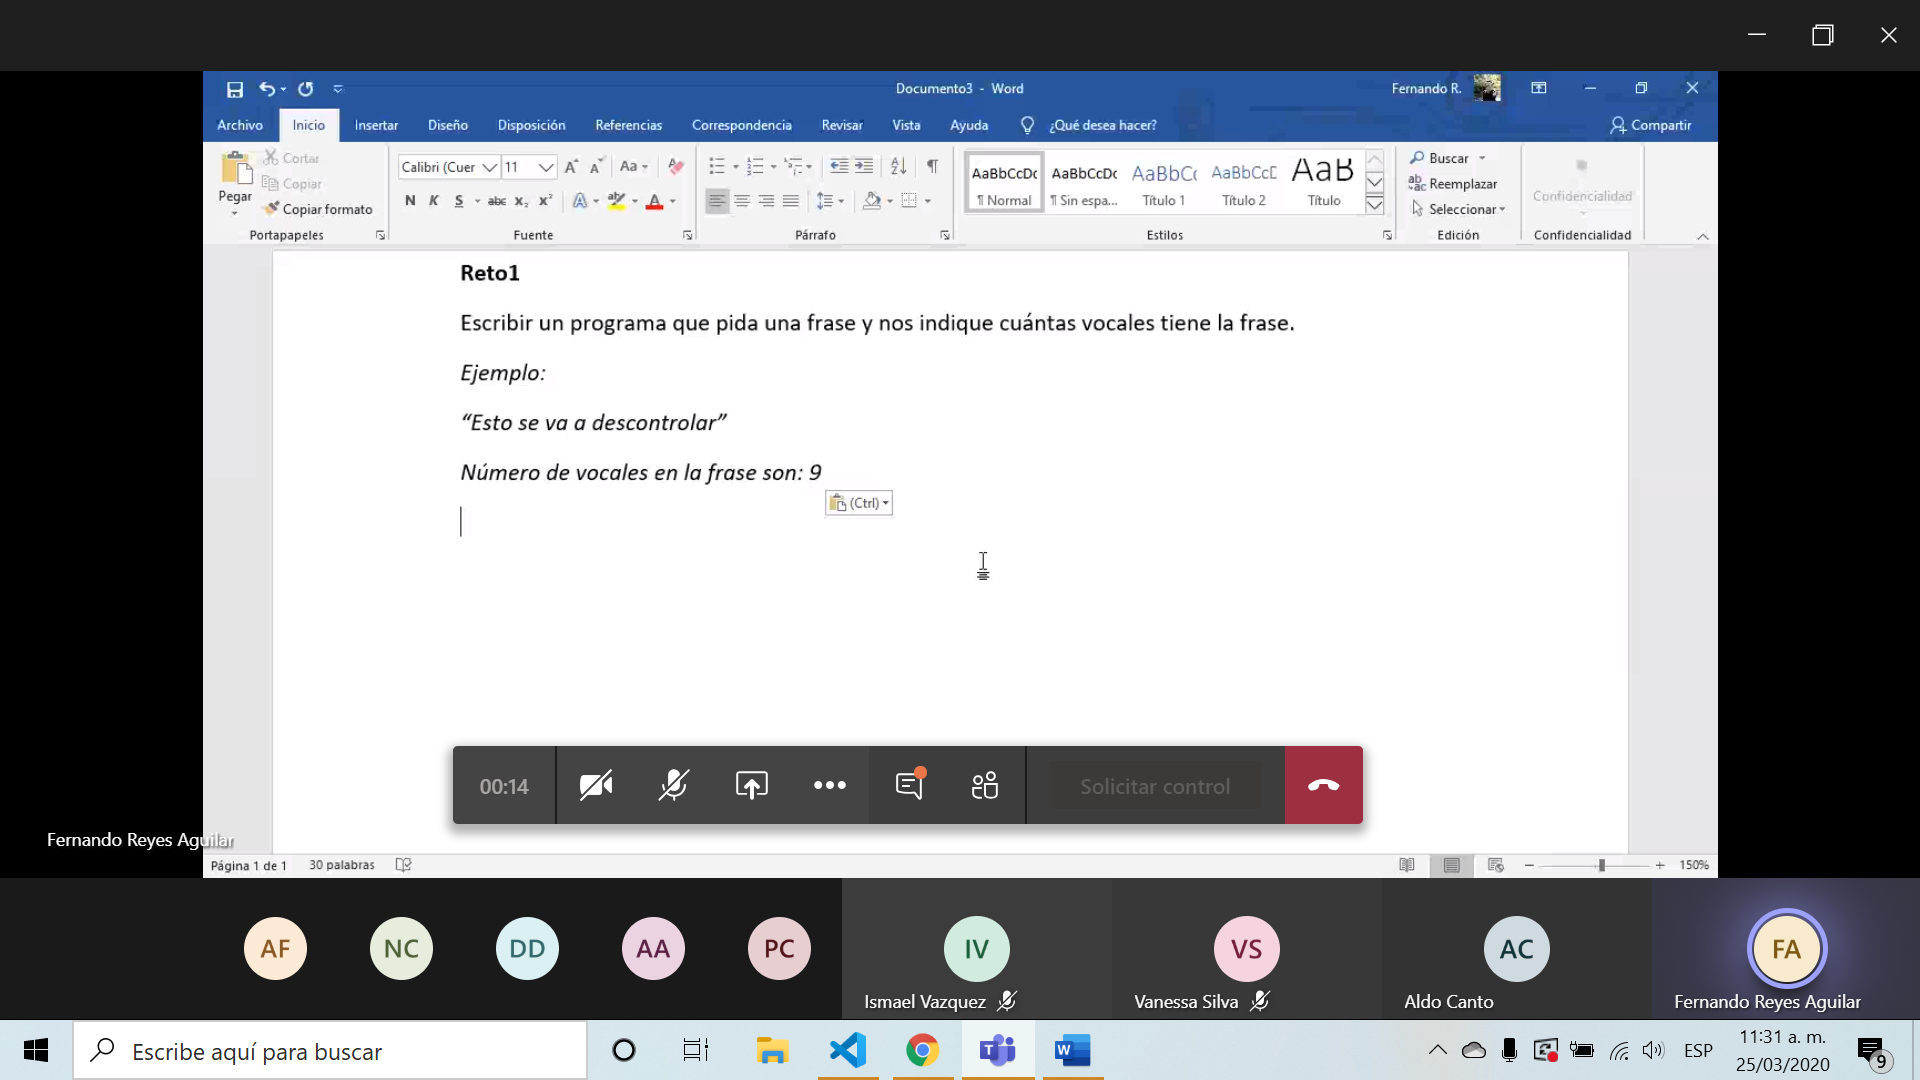 Documento3 - Word
Fernando R.
Archivo Inicio Insertar Diseño Disposición Referencias Correspondencia Revisar Vista Ayuda ¿Qué desea hacer? Compartir
Pegar
Cortar
Copiar
Copiar formato
Portapapeles
Calibri (Cuer 11
Aa
N K S abc x₂ x²
A A
Fuente
Párrafo
AaBbCcDc AaBbCcDc AaBbCc AaBbCcD AaB
¶ Normal ¶ Sin espa... Título 1 Título 2 Título
Estilos
Buscar
Reemplazar
Seleccionar
Edición
Confidencialidad
Confidencialidad
Reto1
Escribir un programa que pida una frase y nos indique cuántas vocales tiene la frase.
Ejemplo:
“Esto se va a descontrolar”
Número de vocales en la frase son: 9
(Ctrl)
00:14
Solicitar control
Fernando Reyes Aguilar
Página 1 de 1 30 palabras
150%
AF NC DD AA PC IV VS AC FA
Ismael Vazquez Vanessa Silva Aldo Canto Fernando Reyes Aguilar
Escribe aquí para buscar
ESP
11:31 a. m.
25/03/2020
9